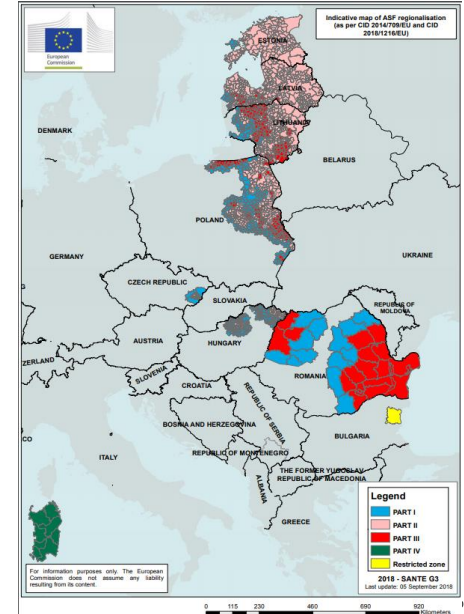 European
Commission
Indicative map of ASF regionalisation
(as per CID 2014/709/EU and CID
2018/1216/EU)
ESTONIA
LATVIA
LITHUANIA
DENMARK
BELARUS
POLAND
GERMANY
UKRAINE
CZECH REPUBLIC
SLOVAKIA
REPUBLIC OF
MOLDOVA
AUSTRIA
HUNGARY
ZERLAND
SLOVENIA
ROMANIA
CROATIA
BOSNIA AND HERZEGOVINA
REPUBLIC OF SERBIA
CO
ITALY
REPUBLIC OF MONTENEGRO
BULGARIA
THE FORMER YUGOSLAV
REPUBLIC OF MACEDONIA
ALBANIA
GREECE
Legend
PART I
PART II
PART III
PART IV
Restricted zone
2018 - SANTE G3
Last update: 05 September 2018
For information purposes only. The European
Commission does not assume any liability
resulting from its content.
0 115 230 460 690 920
Kilometers